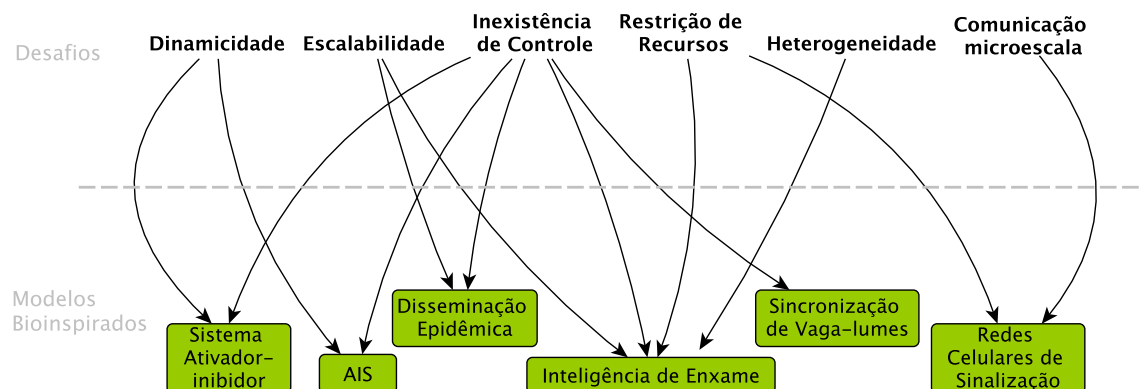 Desafios
Dinamicidade
Escalabilidade
Inexistência
de Controle
Restrição de
Recursos
Heterogeneidade
Comunicação
microescala
Modelos
Bioinspirados
Sistema
Ativador-
inibidor
AIS
Disseminação
Epidêmica
Inteligência de Enxame
Sincronização
de Vaga-lumes
Redes
Celulares de
Sinalização